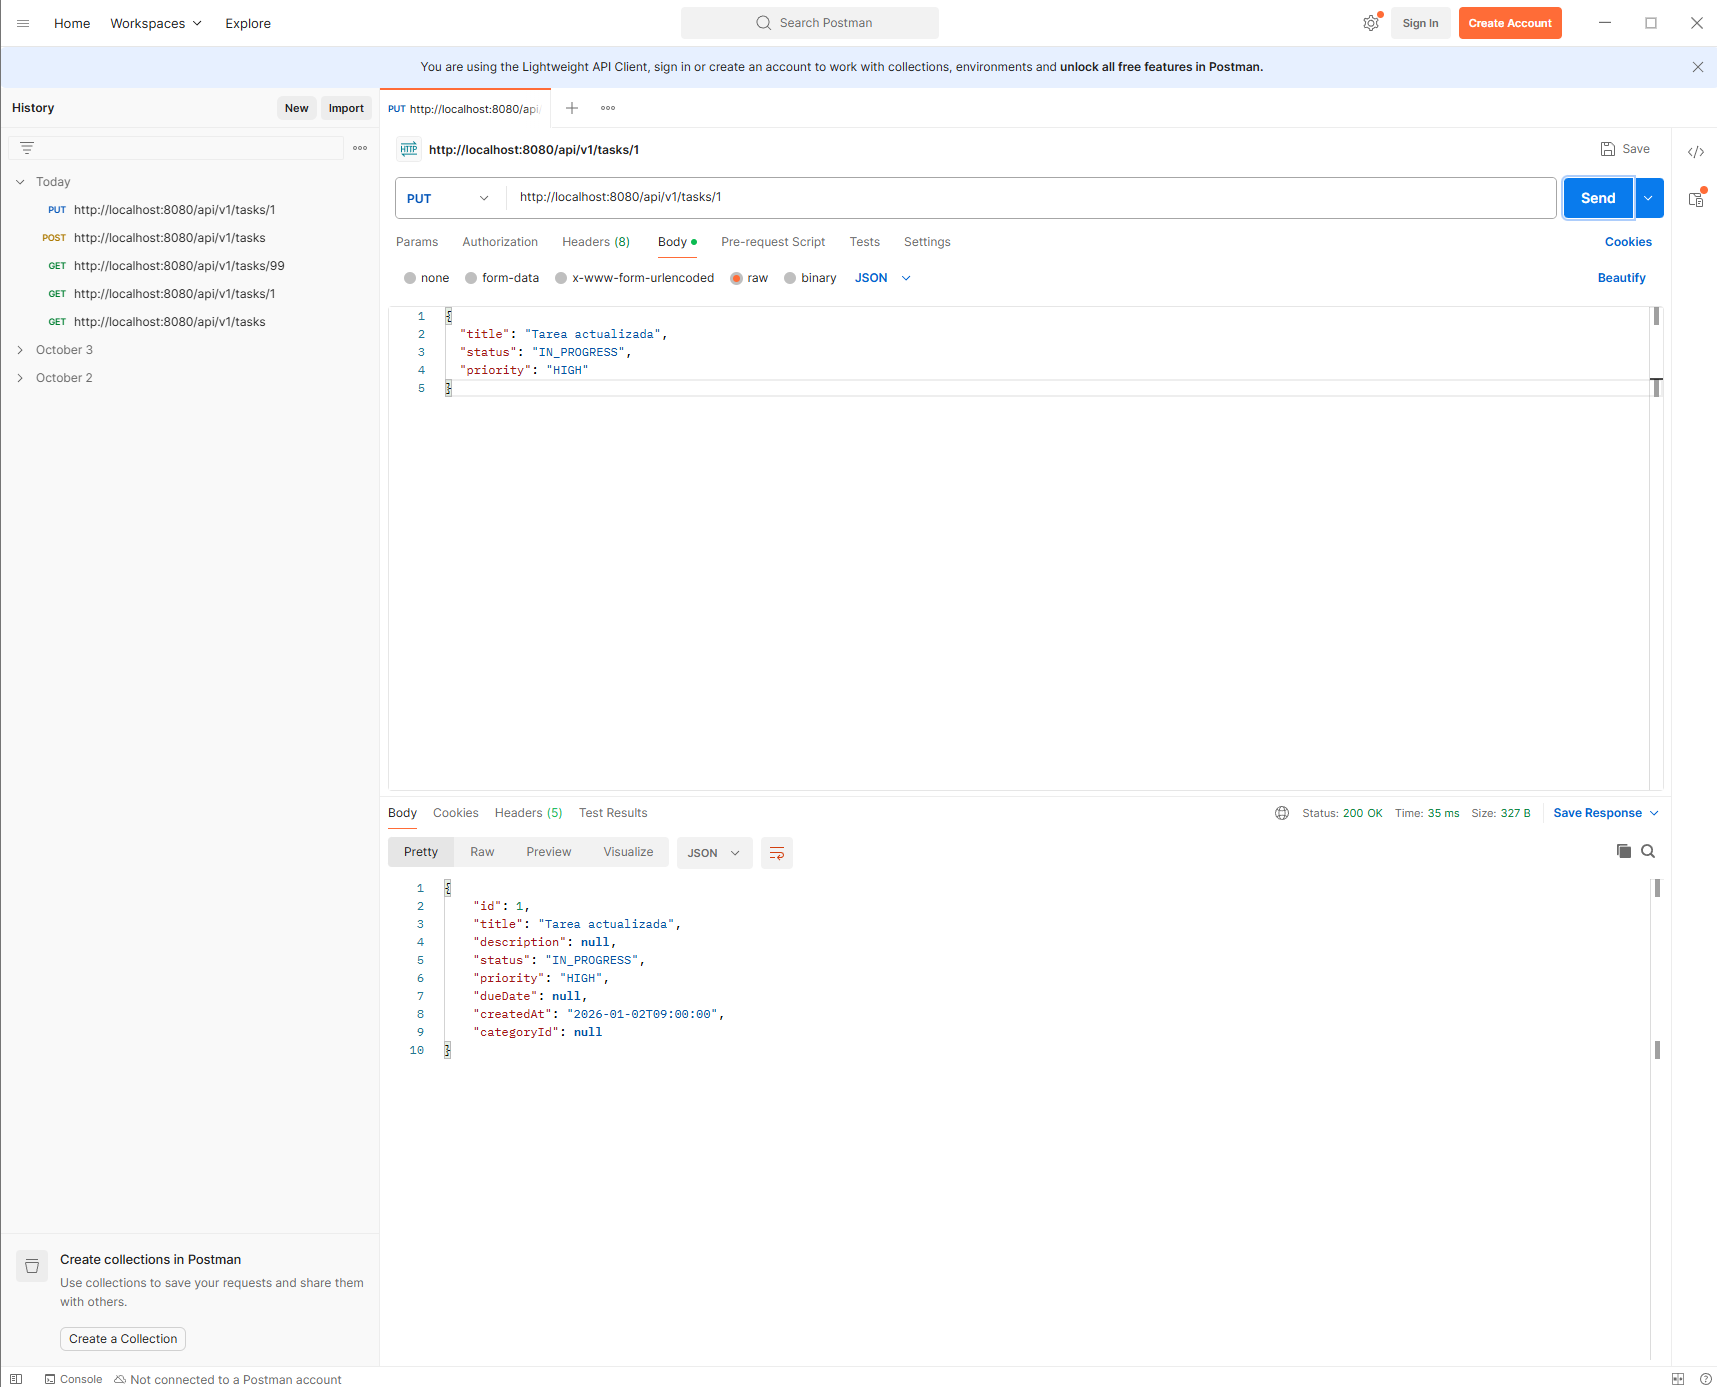 Home Workspaces Explore Search Postman Sign In Create Account
You are using the Lightweight API Client, sign in or create an account to work with collections, environments and unlock all free features in Postman.
History New Import
Today
PUT http://localhost:8080/api/v1/tasks/1
POST http://localhost:8080/api/v1/tasks
GET http://localhost:8080/api/v1/tasks/99
GET http://localhost:8080/api/v1/tasks/1
GET http://localhost:8080/api/v1/tasks
October 3
October 2
Create collections in Postman
Use collections to save your requests and share them
with others.
Create a Collection
PUT http://localhost:8080/api
HTTP http://localhost:8080/api/v1/tasks/1 Save
PUT http://localhost:8080/api/v1/tasks/1 Send
Params Authorization Headers (8) Body Pre-request Script Tests Settings Cookies
none form-data x-www-form-urlencoded raw binary JSON Beautify
1 {
2 "title": "Tarea actualizada",
3 "status": "IN_PROGRESS",
4 "priority": "HIGH"
5 }
Body Cookies Headers (5) Test Results Status: 200 OK Time: 35 ms Size: 327 B Save Response
Pretty Raw Preview Visualize JSON
1 {
2 "id": 1,
3 "title": "Tarea actualizada",
4 "description": null,
5 "status": "IN_PROGRESS",
6 "priority": "HIGH",
7 "dueDate": null,
8 "createdAt": "2026-01-02T09:00:00",
9 "categoryId": null
10 }
Console Not connected to a Postman account